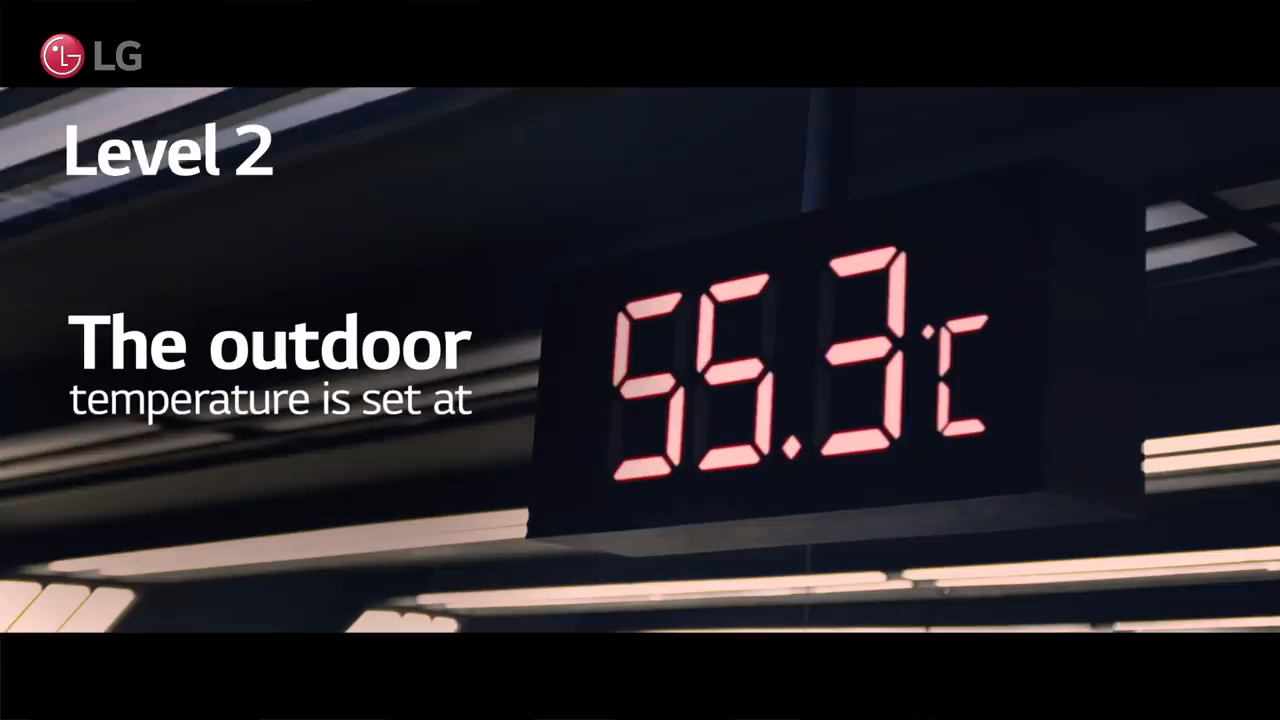 LG
Level 2
The outdoor
temperature is set at
55.3℃